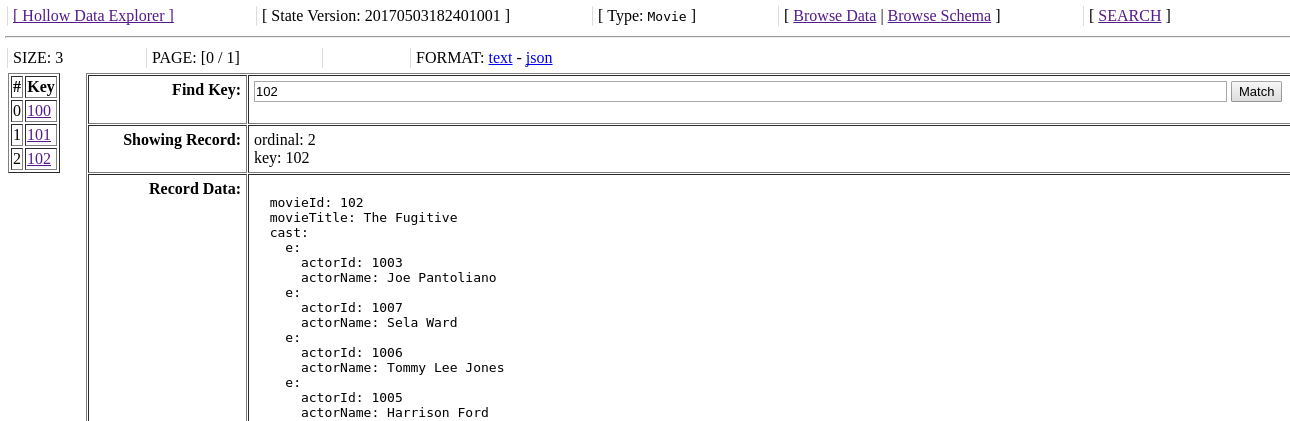 [ Hollow Data Explorer ] [ State Version: 20170503182401001 ] [ Type: Movie ] [ Browse Data | Browse Schema ] [ SEARCH ]
SIZE: 3 PAGE: [0 / 1] FORMAT: text - json
# Key
0 100
1 101
2 102
Find Key: 102 Match
Showing Record: ordinal: 2
key: 102
Record Data:
movieId: 102
movieTitle: The Fugitive
cast:
e:
actorId: 1003
actorName: Joe Pantoliano
e:
actorId: 1007
actorName: Sela Ward
e:
actorId: 1006
actorName: Tommy Lee Jones
e:
actorId: 1005
actorName: Harrison Ford